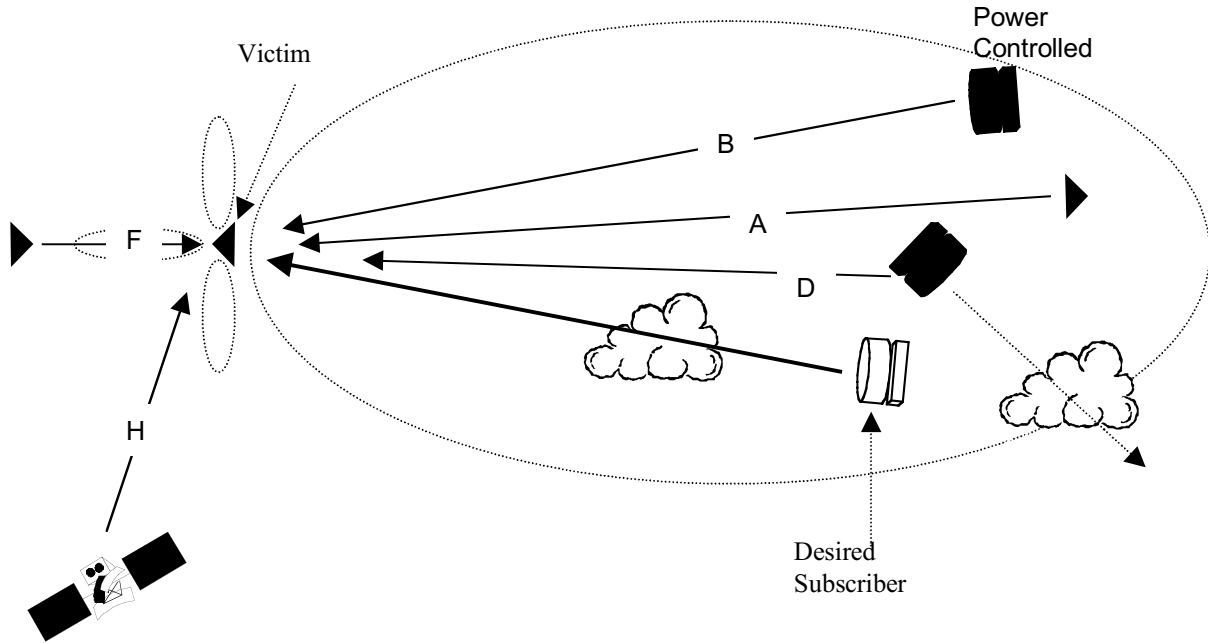 Power
Controlled
Victim
B
A
F
D
H
Desired
Subscriber